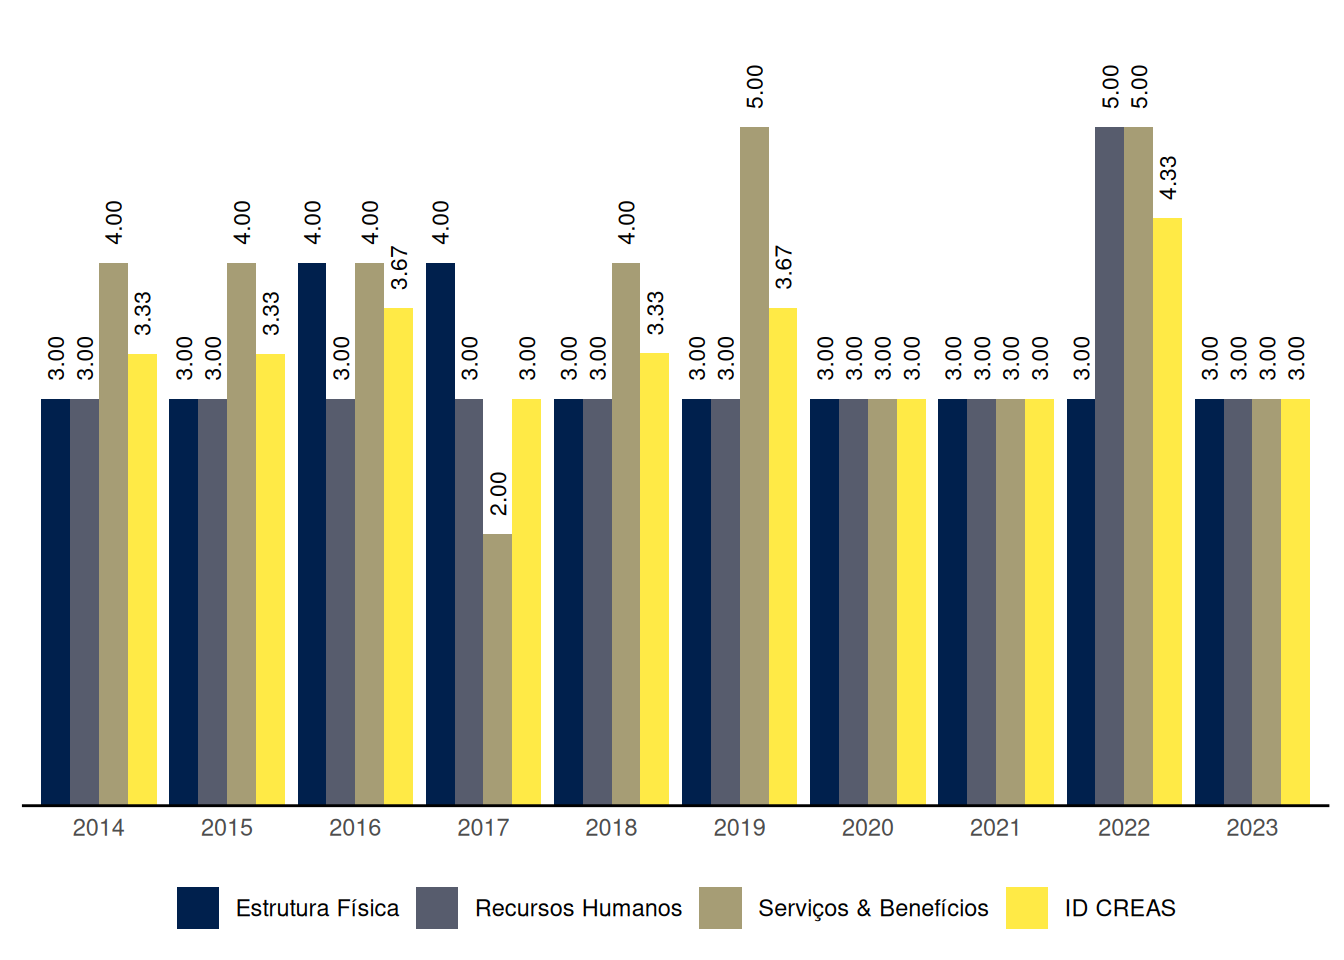 3.00 3.00 4.00 3.33 3.00 3.00 4.00 3.33 4.00 3.00 4.00 3.67 4.00 3.00 2.00 3.00 3.00 3.00 4.00 3.33 3.00 3.00 5.00 3.67 3.00 3.00 3.00 3.00 3.00 3.00 3.00 3.00 3.00 5.00 5.00 4.33 3.00 3.00 3.00 3.00
2014 2015 2016 2017 2018 2019 2020 2021 2022 2023
Estrutura Física Recursos Humanos Serviços & Benefícios ID CREAS